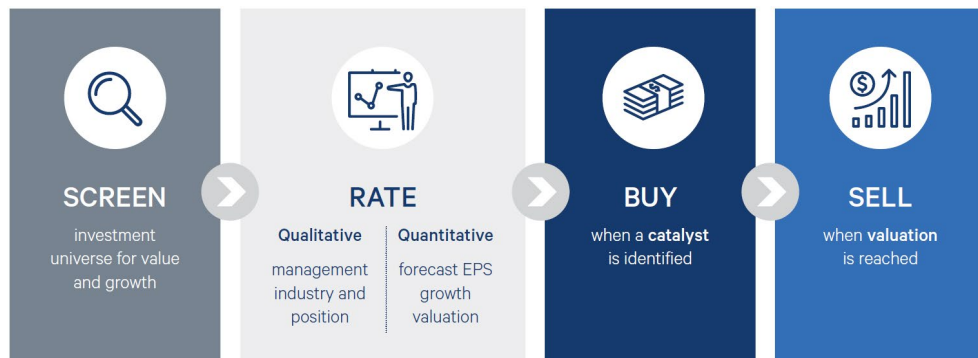 SCREEN
investment
universe for value
and growth
RATE
Qualitative
management
industry and
position
Quantitative
forecast EPS
growth
valuation
$
BUY
when a catalyst
is identified
$
SELL
when valuation
is reached